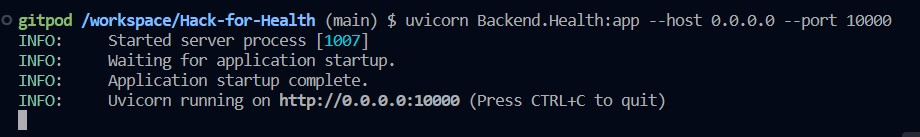 gitpod /workspace/Hack-for-Health (main) $ uvicorn Backend.Health:app --host 0.0.0.0 --port 10000
INFO:     Started server process [1007]
INFO:     Waiting for application startup.
INFO:     Application startup complete.
INFO:     Uvicorn running on http://0.0.0.0:10000 (Press CTRL+C to quit)